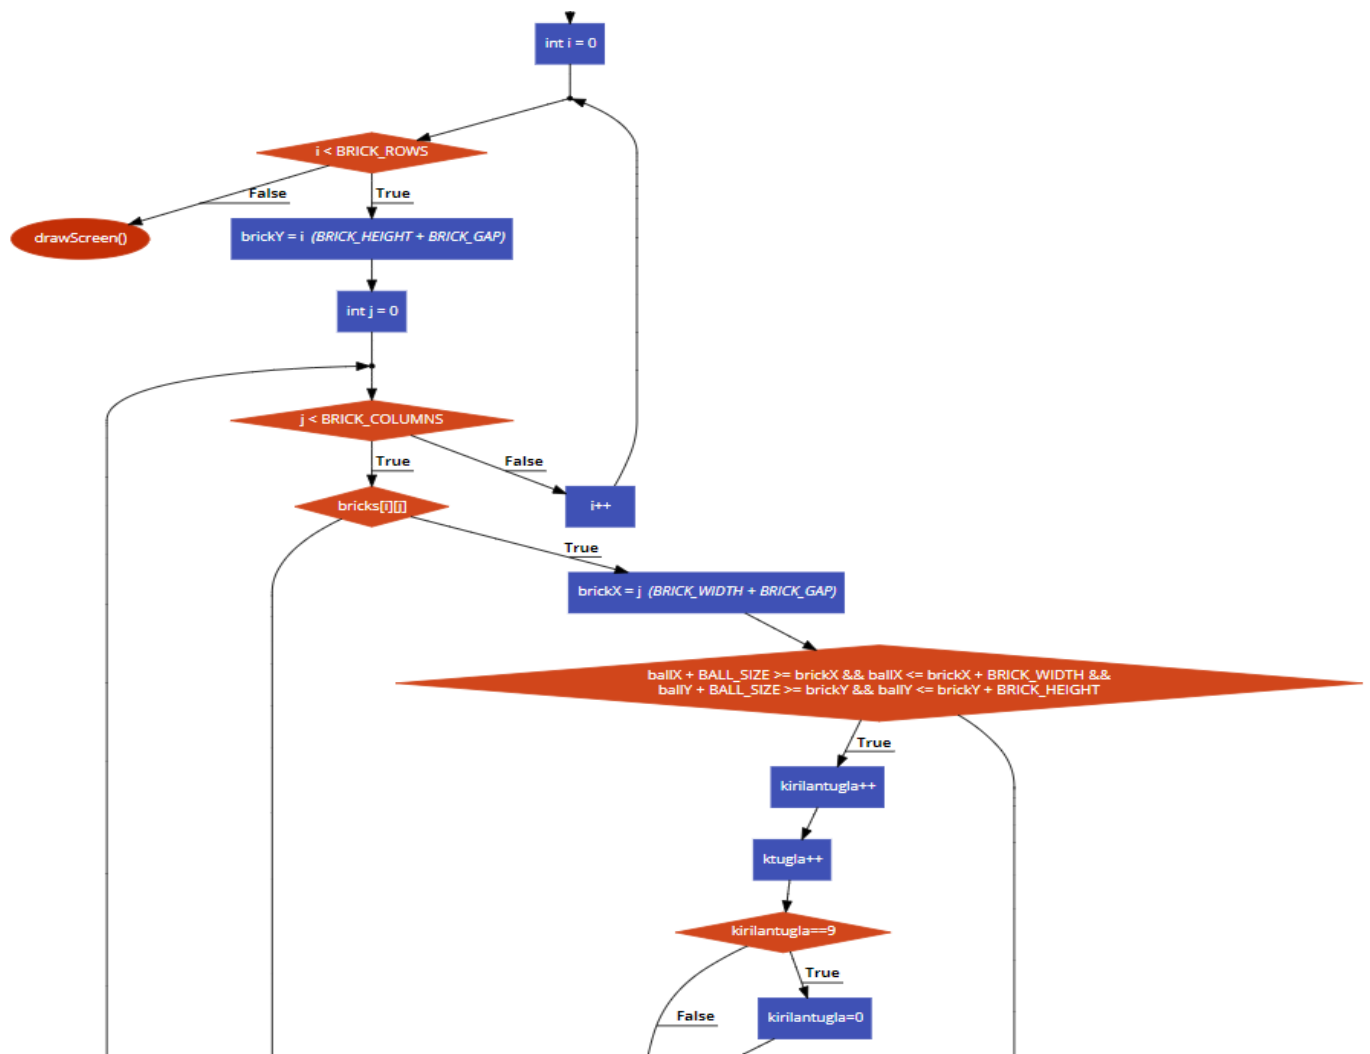 int i = 0
i < BRICK_ROWS
False
True
drawScreen()
brickY = i (BRICK_HEIGHT + BRICK_GAP)
int j = 0
j < BRICK_COLUMNS
True
False
bricks[i][j]
i++
True
brickX = j (BRICK_WIDTH + BRICK_GAP)
ballX + BALL_SIZE >= brickX && ballX <= brickX + BRICK_WIDTH &&
ballY + BALL_SIZE >= brickY && ballY <= brickY + BRICK_HEIGHT
True
kirilantugla++
ktugla++
kirilantugla==9
True
False
kirilantugla=0